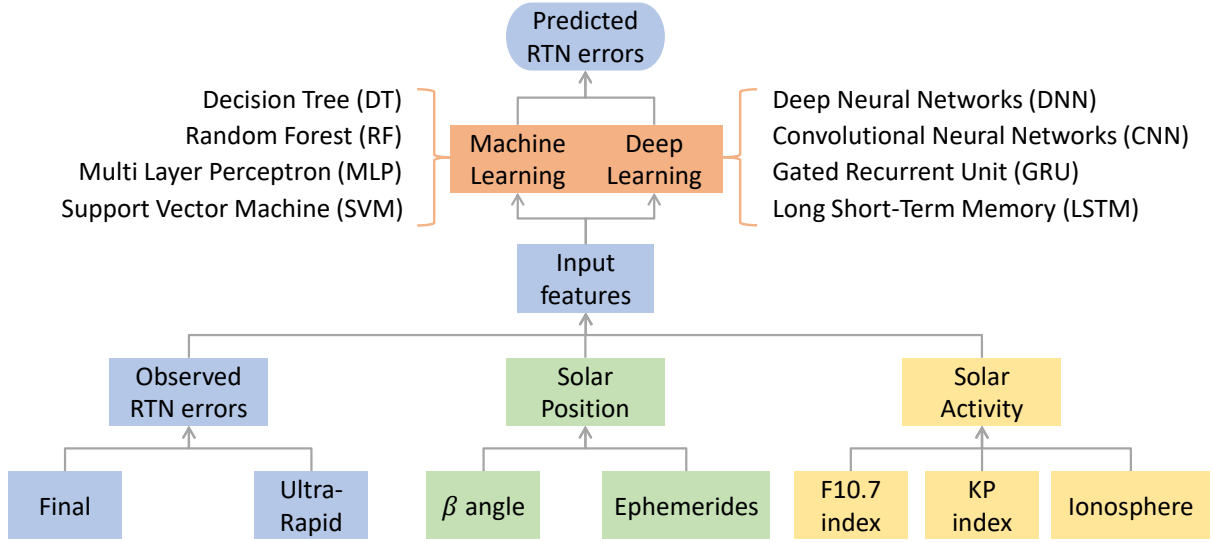 Predicted
RTN errors
Decision Tree (DT)
Random Forest (RF)
Multi Layer Perceptron (MLP)
Support Vector Machine (SVM)
Machine
Learning
Deep
Learning
Deep Neural Networks (DNN)
Convolutional Neural Networks (CNN)
Gated Recurrent Unit (GRU)
Long Short-Term Memory (LSTM)
Input
features
Observed
RTN errors
Solar
Position
Solar
Activity
Final
Ultra-
Rapid
β angle
Ephemerides
F10.7
index
KP
index
Ionosphere